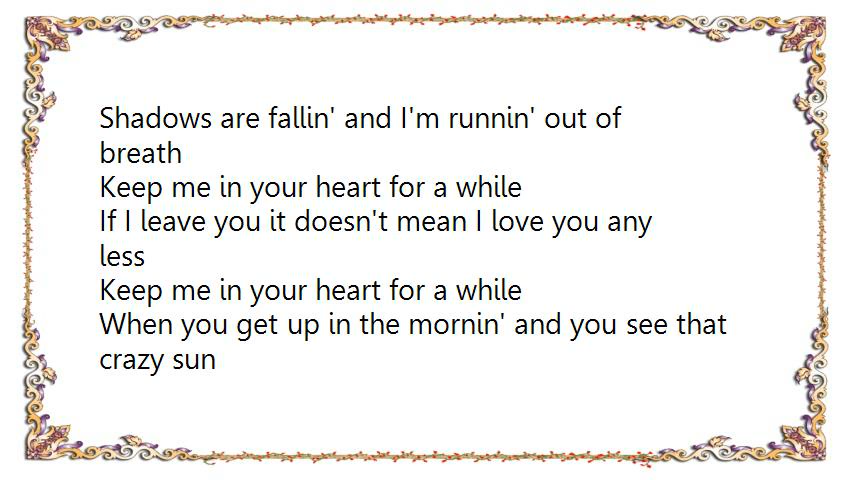 Shadows are fallin' and I'm runnin' out of
breath
Keep me in your heart for a while
If I leave you it doesn't mean I love you any
less
Keep me in your heart for a while
When you get up in the mornin' and you see that
crazy sun